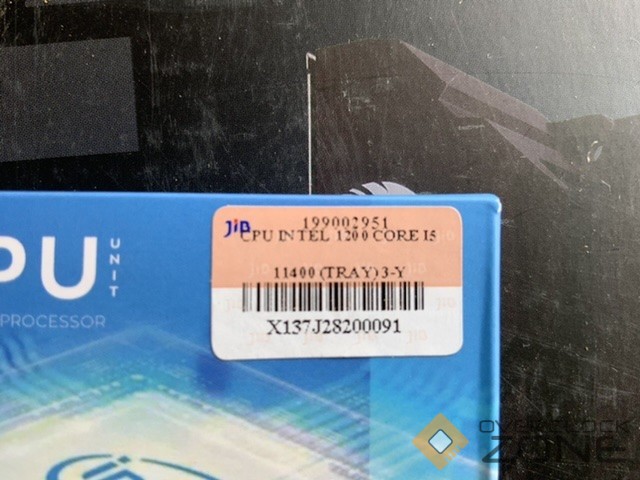 JIB
199002951
CPU INTEL 1200 CORE I5
11400 (TRAY) 3-Y
X137J28200091
PU
UNIT
PROCESSOR
OVERCLOCK
ZONE